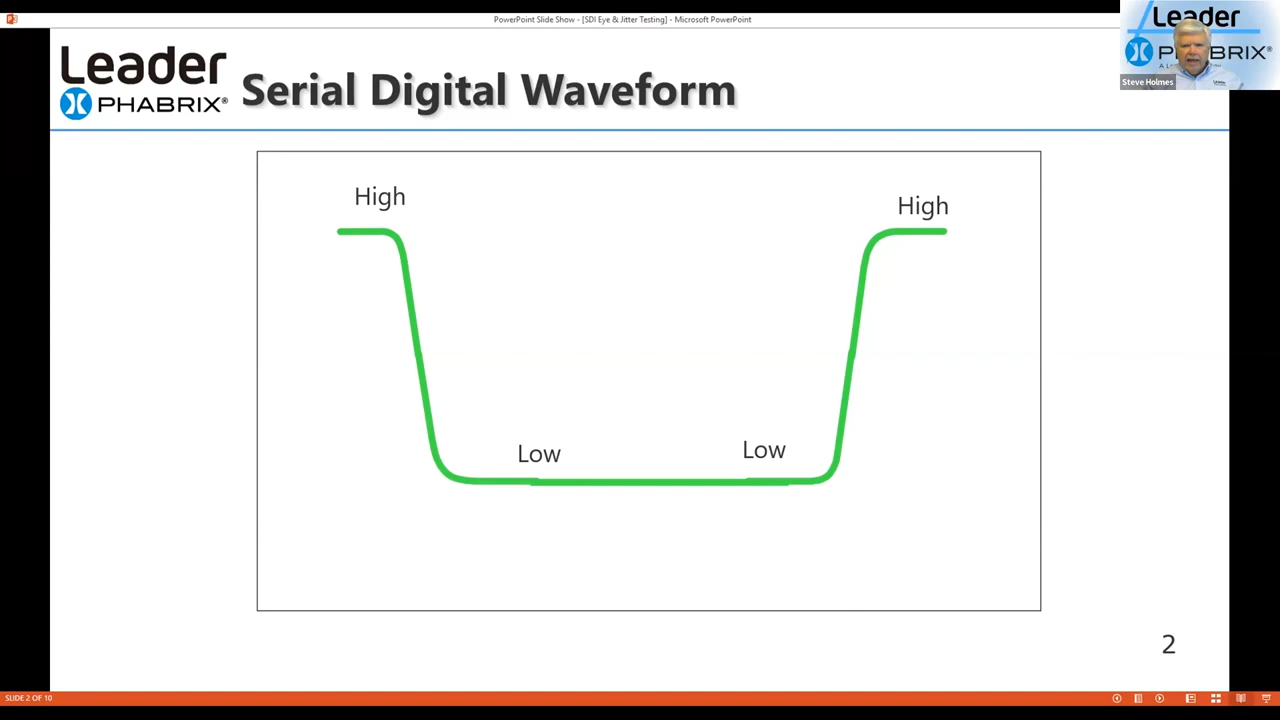 PowerPoint Slide Show - [SDI Eye & Jitter Testing] - Microsoft PowerPoint
Leader
PHABRIX®
Serial Digital Waveform
Leader
PHABRIX®
Steve Holmes
High
High
Low
Low
2
SLIDE 2 OF 10